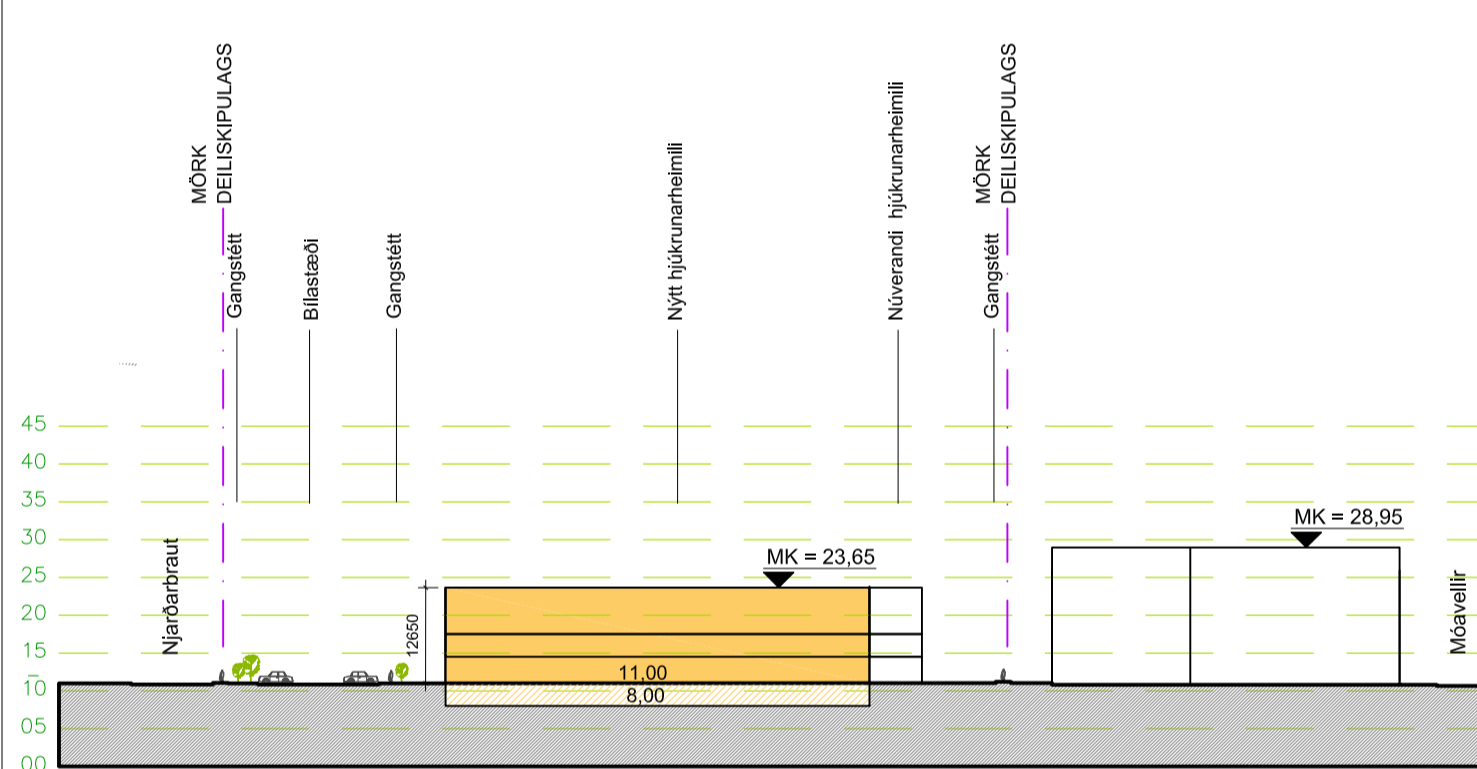 MÖRK
DEILISKIPULAGS
Gangstétt
Bílastæði
Gangstétt
Nýtt hjúkrunarheimili
Núverandi hjúkrunarheimili
MÖRK
DEILISKIPULAGS
Gangstétt
45
40
35
30
25
20
15
10
05
00
Njarðarbraut
12650
MK = 23,65
11,00
8,00
MK = 28,95
Móavellir